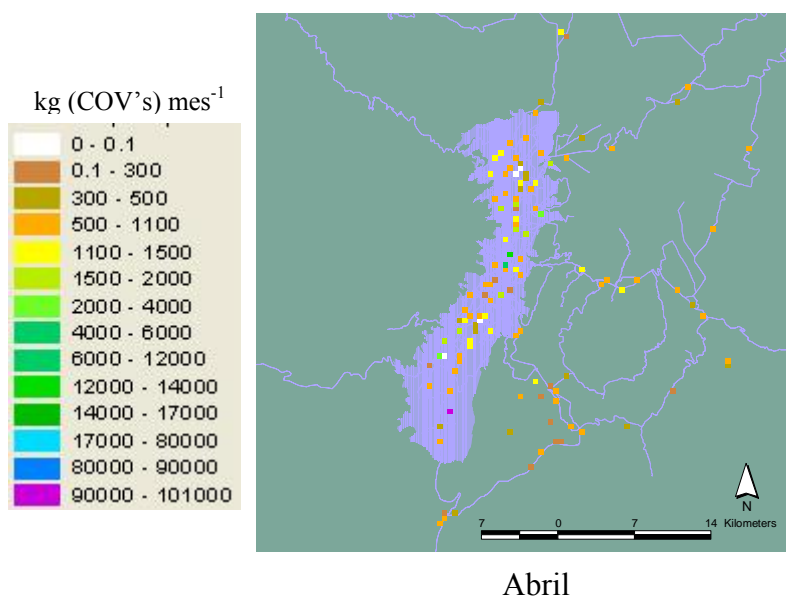 kg (COV's) mes⁻¹
0 - 0.1
0.1 - 300
300 - 500
500 - 1100
1100 - 1500
1500 - 2000
2000 - 4000
4000 - 6000
6000 - 12000
12000 - 14000
14000 - 17000
17000 - 80000
80000 - 90000
90000 - 101000
N
7 0 7 14 Kilometers
Abril